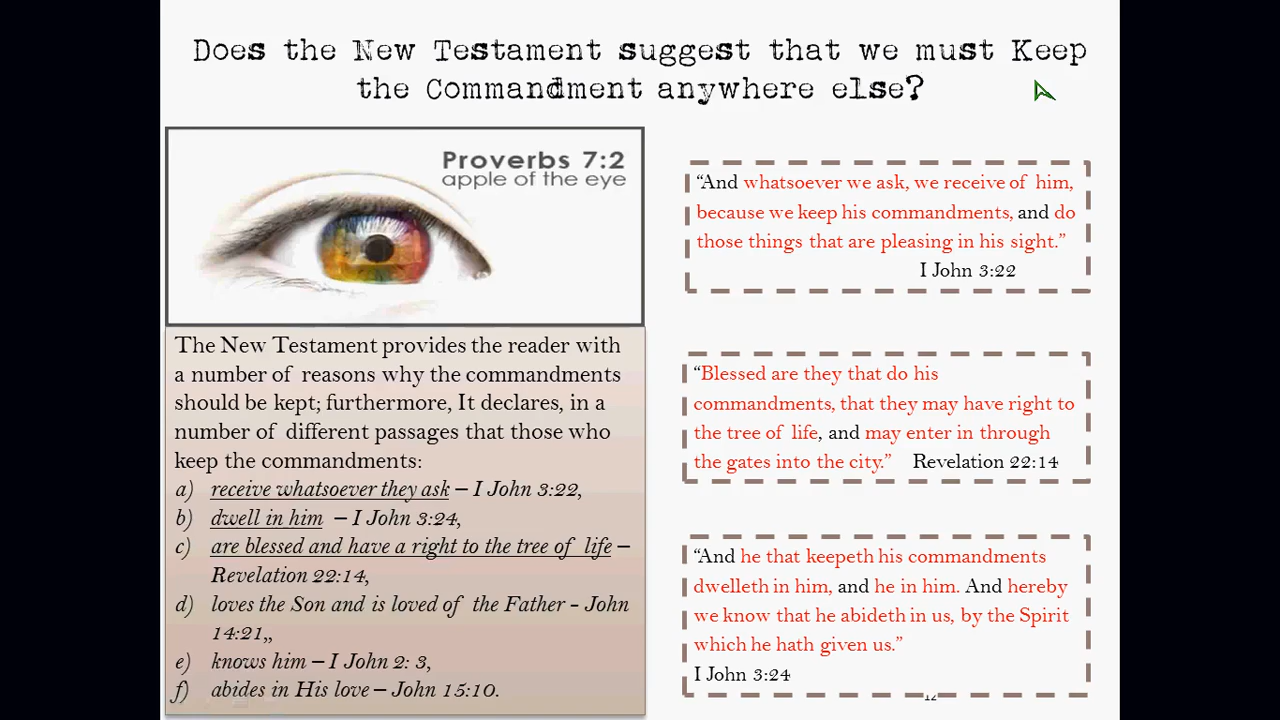 Does the New Testament suggest that we must Keep
the Commandment anywhere else?
Proverbs 7:2
apple of the eye
The New Testament provides the reader with
a number of reasons why the commandments
should be kept; furthermore, It declares, in a
number of different passages that those who
keep the commandments:
a) receive whatsoever they ask – I John 3:22,
b) dwell in him – I John 3:24,
c) are blessed and have a right to the tree of life –
Revelation 22:14,
d) loves the Son and is loved of the Father - John
14:21,,
e) knows him – I John 2: 3,
f) abides in His love – John 15:10.
“And whatsoever we ask, we receive of him,
because we keep his commandments, and do
those things that are pleasing in his sight.”
I John 3:22
“Blessed are they that do his
commandments, that they may have right to
the tree of life, and may enter in through
the gates into the city.” Revelation 22:14
“And he that keepeth his commandments
dwelleth in him, and he in him. And hereby
we know that he abideth in us, by the Spirit
which he hath given us.”
I John 3:24
12